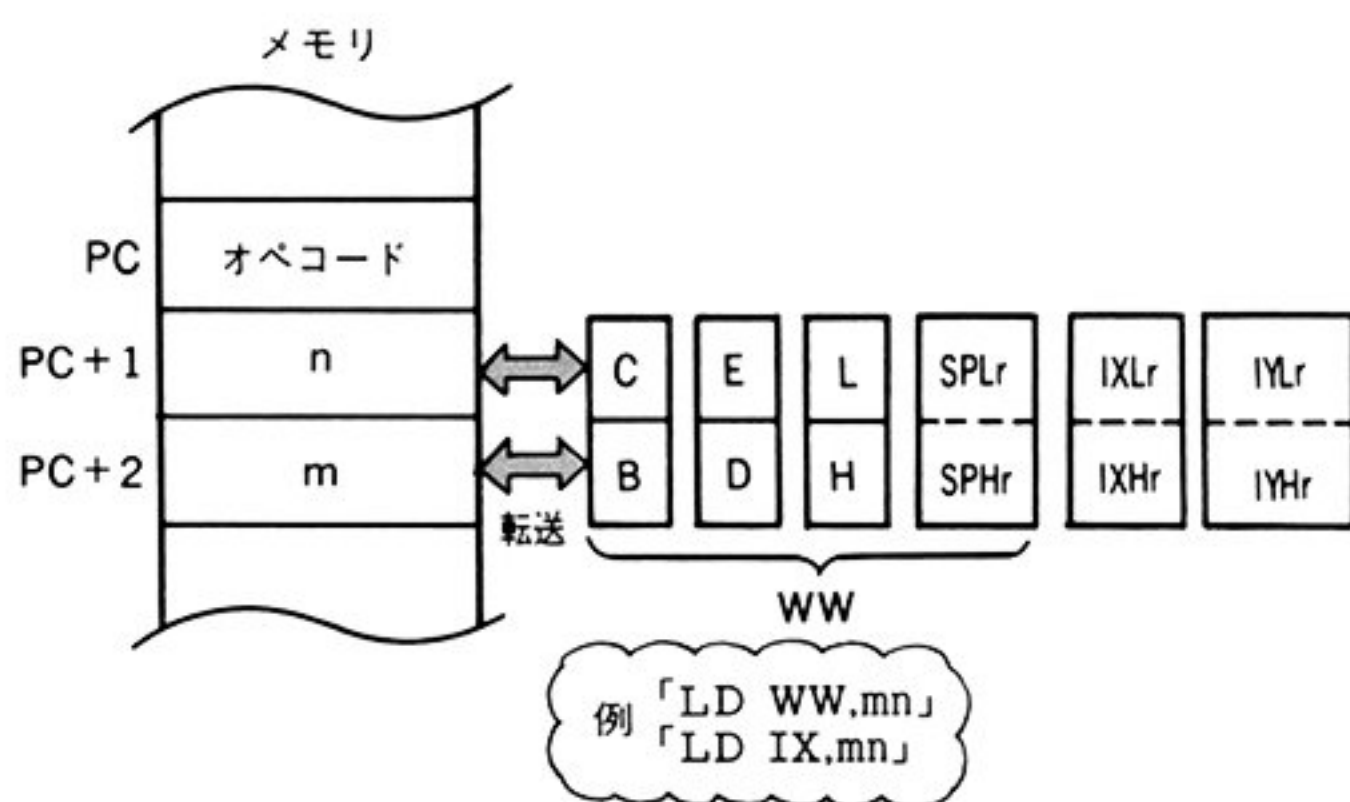 メモリ
PC オペコード
PC+1 n C E L SPLr IXLr IYLr
PC+2 m B D H SPHr IXHr IYHr
転送
WW
例 「LD WW,mn」
「LD IX,mn」